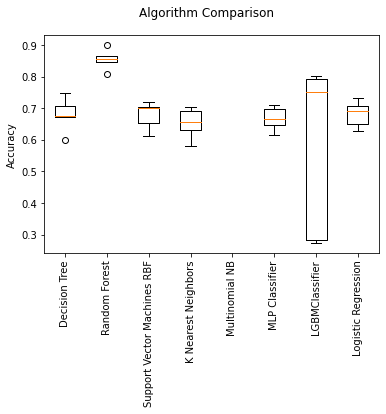 Algorithm Comparison
0.9
0.8
0.7
0.6
0.5
0.4
0.3
Accuracy
Decision Tree
Random Forest
Support Vector Machines RBF
K Nearest Neighbors
Multinomial NB
MLP Classifier
LGBMClassifier
Logistic Regression